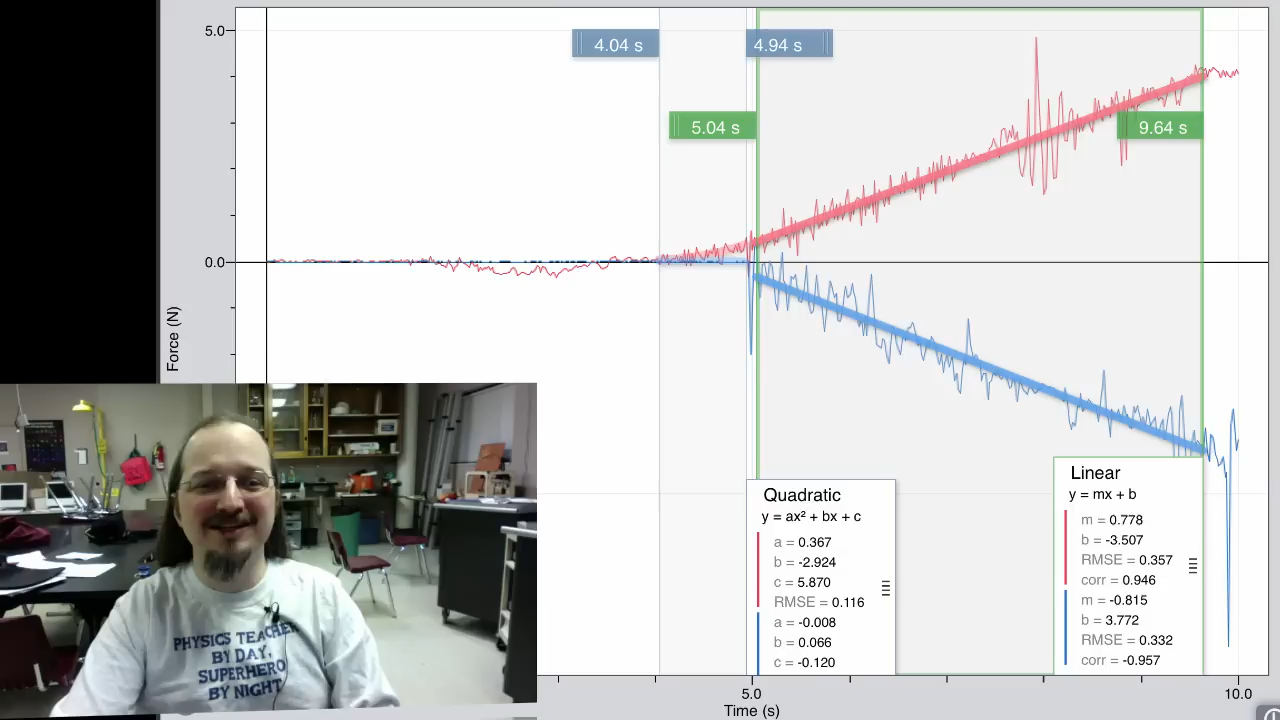 5.0
4.04 s
4.94 s
5.04 s
9.64 s
0.0
Force (N)
Quadratic
y = ax² + bx + c
a = 0.367
b = -2.924
c = 5.870
RMSE = 0.116
a = -0.008
b = 0.066
c = -0.120
Linear
y = mx + b
m = 0.778
b = -3.507
RMSE = 0.357
corr = 0.946
m = -0.815
b = 3.772
RMSE = 0.332
corr = -0.957
PHYSICS TEACHER
BY DAY,
SUPERHERO
BY NIGHT
5.0
10.0
Time (s)